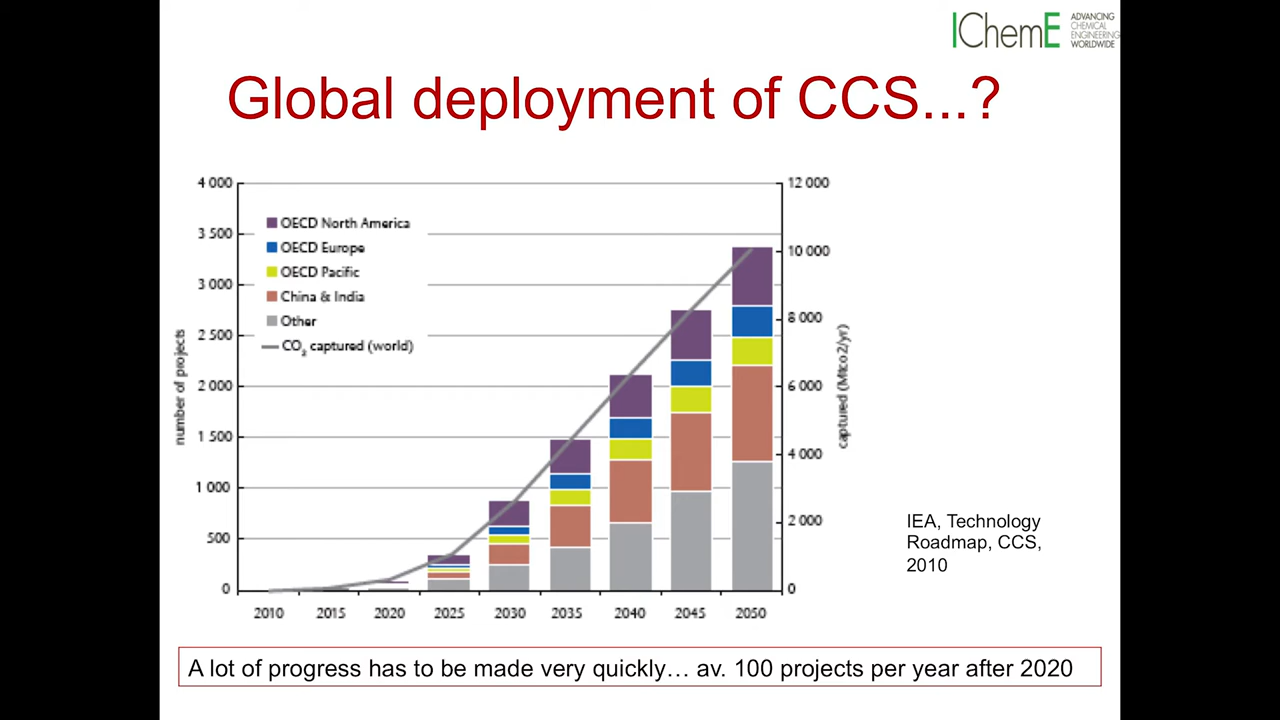 IChemE
ADVANCING
CHEMICAL
ENGINEERING
WORLDWIDE
Global deployment of CCS...?
4 000
3 500
3 000
2 500
2 000
1 500
1 000
500
0
number of projects
OECD North America
OECD Europe
OECD Pacific
China & India
Other
CO2 captured (world)
12 000
10 000
8 000
6 000
4 000
2 000
0
captured (Mtco2/yr)
2010 2015 2020 2025 2030 2035 2040 2045 2050
IEA, Technology
Roadmap, CCS,
2010
A lot of progress has to be made very quickly... av. 100 projects per year after 2020